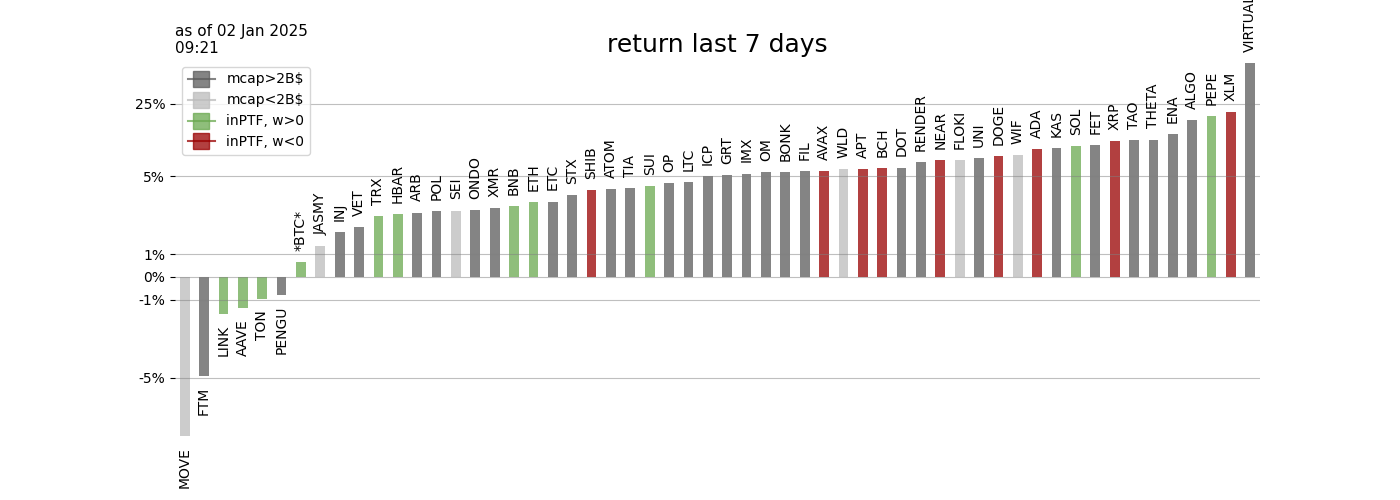 as of 02 Jan 2025
09:21
return last 7 days
mcap>2B$
mcap<2B$
inPTF, w>0
inPTF, w<0
25%
5%
1%
0%
-1%
-5%
MOVE
FTM
LINK
AAVE
TON
PENGU
*BTC*
JASMY
INJ
VET
TRX
HBAR
ARB
POL
SEI
ONDO
XMR
BNB
ETH
ETC
STX
SHIB
ATOM
TIA
SUI
OP
LTC
ICP
GRT
IMX
OM
BONK
FIL
AVAX
WLD
APT
BCH
DOT
RENDER
NEAR
FLOKI
UNI
DOGE
WIF
ADA
KAS
SOL
FET
XRP
TAO
THETA
ENA
ALGO
PEPE
XLM
VIRTUAL